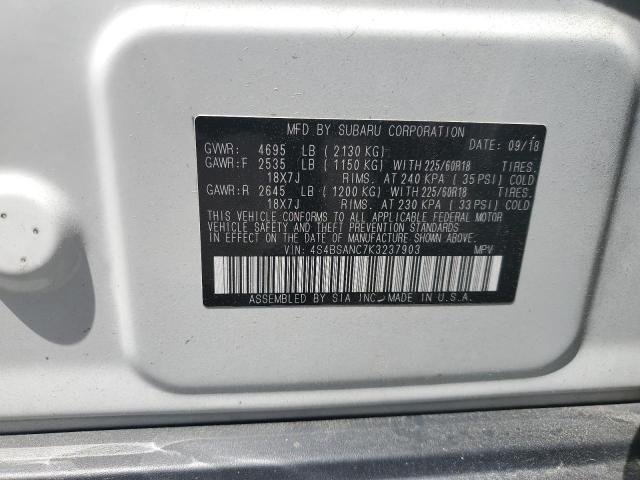 MFD BY SUBARU CORPORATION
GVWR: 4695 LB (2130 KG) DATE: 09/18
GAWR:F 2535 LB (1150 KG) WITH 225/60R18 TIRES.
18X7J RIMS. AT 240 KPA (35 PSI) COLD
GAWR:R 2645 LB (1200 KG) WITH 225/60R18 TIRES.
18X7J RIMS. AT 230 KPA (33 PSI) COLD
THIS VEHICLE CONFORMS TO ALL APPLICABLE FEDERAL MOTOR
VEHICLE SAFETY AND THEFT PREVENTION STANDARDS
IN EFFECT ON THE DATE OF MANUFACTURE SHOWN ABOVE.
VIN: 4S4BSANC7K3237903 MPV
ASSEMBLED BY SIA INC. MADE IN U.S.A.